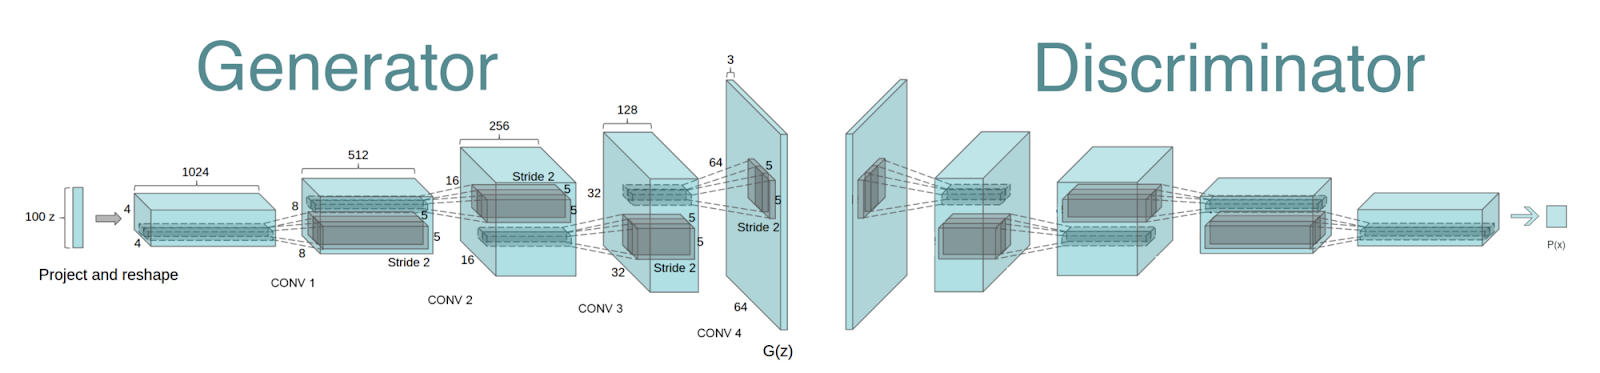 Generator
Discriminator
100 z
Project and reshape
1024
4
4
CONV 1
512
8
8
5
5
Stride 2
CONV 2
256
16
16
Stride 2
5
5
CONV 3
128
32
32
5
5
Stride 2
CONV 4
3
64
64
5
5
Stride 2
G(z)
P(x)